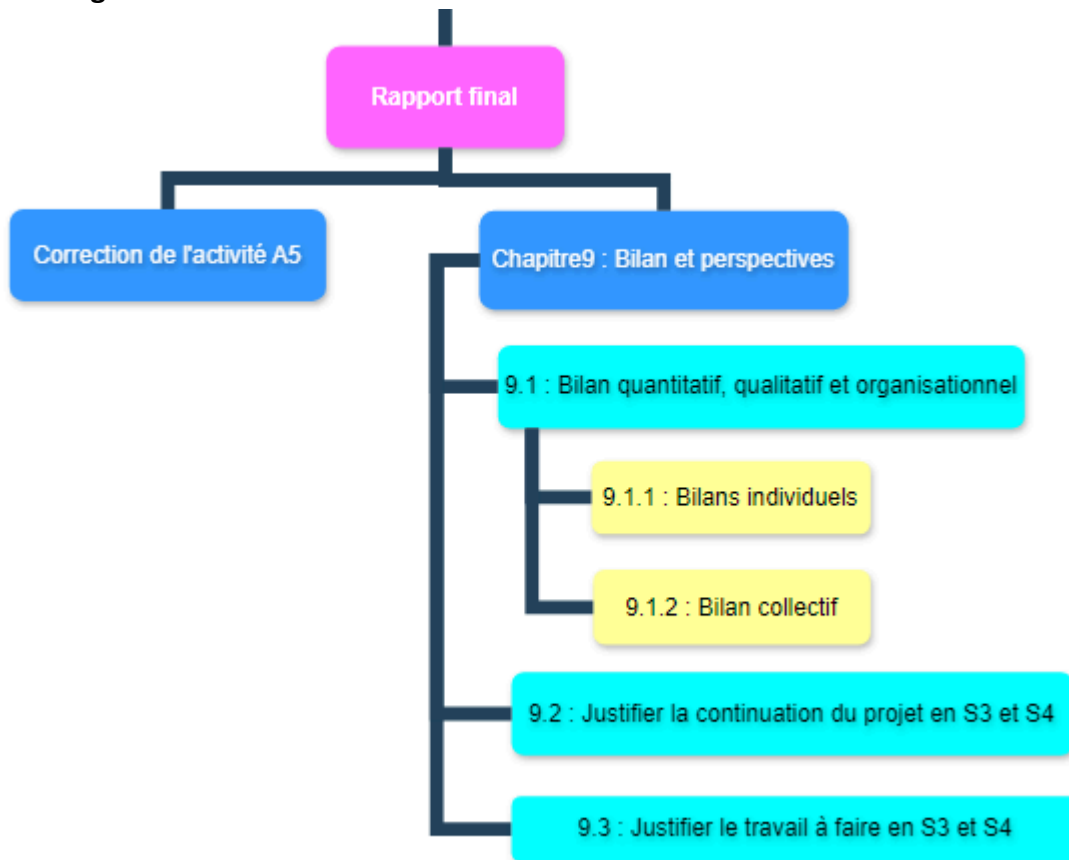 Rapport final
Correction de l'activité A5
Chapitre9 : Bilan et perspectives
9.1 : Bilan quantitatif, qualitatif et organisationnel
9.1.1 : Bilans individuels
9.1.2 : Bilan collectif
9.2 : Justifier la continuation du projet en S3 et S4
9.3 : Justifier le travail à faire en S3 et S4